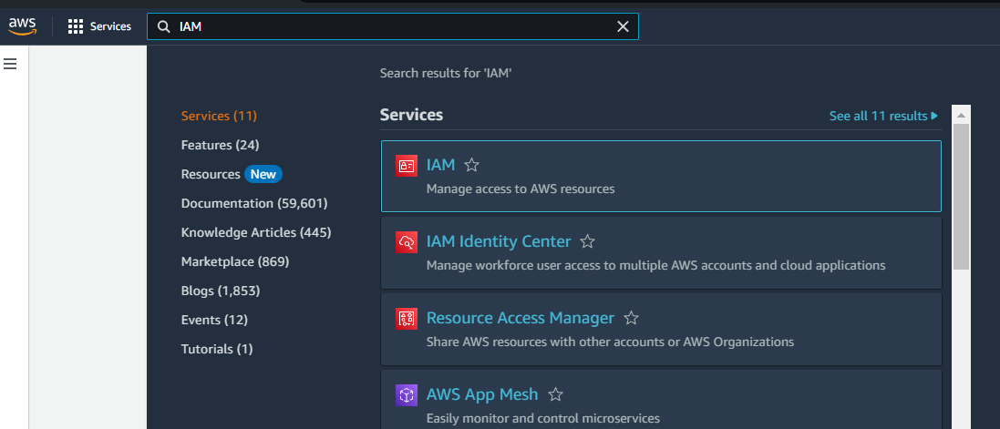 aws
Services
IAM
Search results for 'IAM'
Services (11)
Features (24)
Resources New
Documentation (59,601)
Knowledge Articles (445)
Marketplace (869)
Blogs (1,853)
Events (12)
Tutorials (1)
Services
See all 11 results
IAM
Manage access to AWS resources
IAM Identity Center
Manage workforce user access to multiple AWS accounts and cloud applications
Resource Access Manager
Share AWS resources with other accounts or AWS Organizations
AWS App Mesh
Easily monitor and control microservices